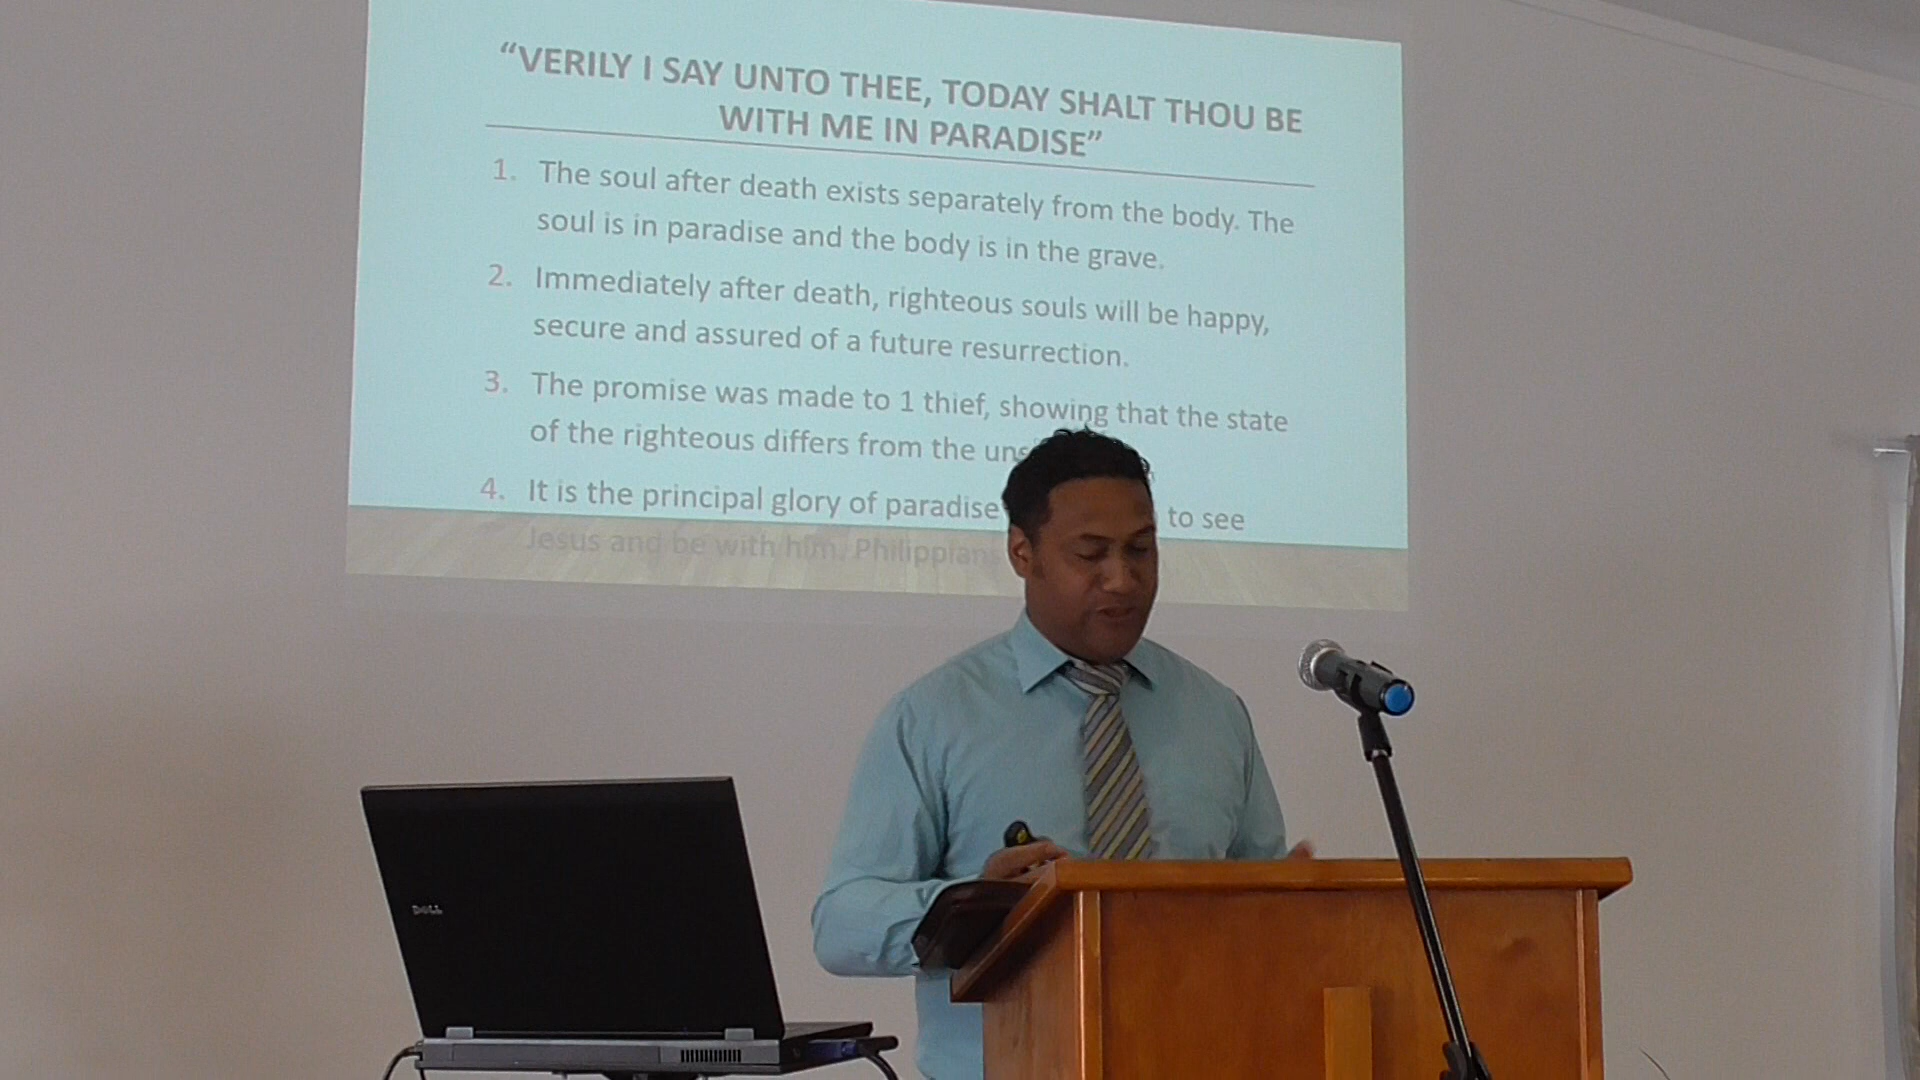 “VERILY I SAY UNTO THEE, TODAY SHALT THOU BE
WITH ME IN PARADISE”
1. The soul after death exists separately from the body. The
soul is in paradise and the body is in the grave.
2. Immediately after death, righteous souls will be happy,
secure and assured of a future resurrection.
3. The promise was made to 1 thief, showing that the state
of the righteous differs from the
4. It is the principal glory of paradise to see
Jesus and be with him.
DELL